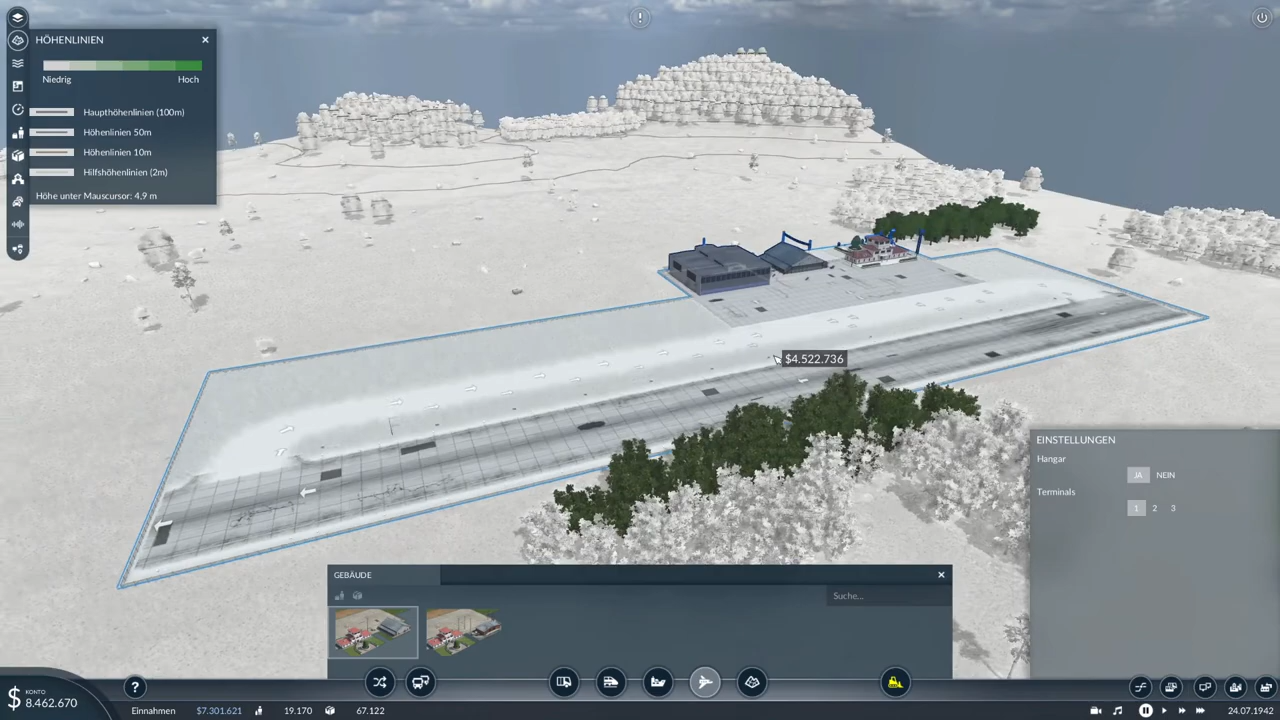 HÖHENLINIEN
Niedrig Hoch
Haupthöhenlinien (100m)
Höhenlinien 50m
Höhenlinien 10m
Hilfshöhenlinien (2m)
Höhe unter Mauscursor: 4,9 m
$4.522.736
EINSTELLUNGEN
Hangar
JA NEIN
Terminals
1 2 3
GEBÄUDE
Suche...
$ KONTO
8.462.670
?
Einnahmen $7.301.621 19.170 67.122
24.07.1942